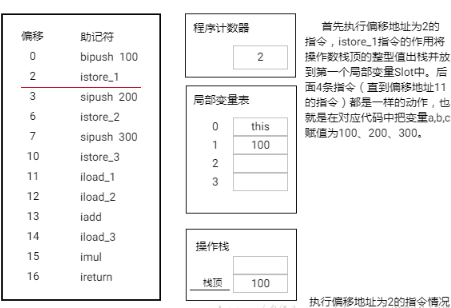 偏移 助记符
0 bipush 100
2 istore_1
3 sipush 200
6 istore_2
7 sipush 300
10 istore_3
11 iload_1
12 iload_2
13 iadd
14 iload_3
15 imul
16 ireturn
程序计数器
2
局部变量表
0 this
1 100
2
3
操作栈
栈顶 100
首先执行偏移地址为2的
指令，istore_1指令的作用将
操作数栈顶的整型值出栈并放
到第一个局部变量Slot中。后
面4条指令（直到偏移地址11
的指令）都是一样的动作，也
就是在对应代码中把变量a,b,c
赋值为100、200、300。
执行偏移地址为2的指令情况